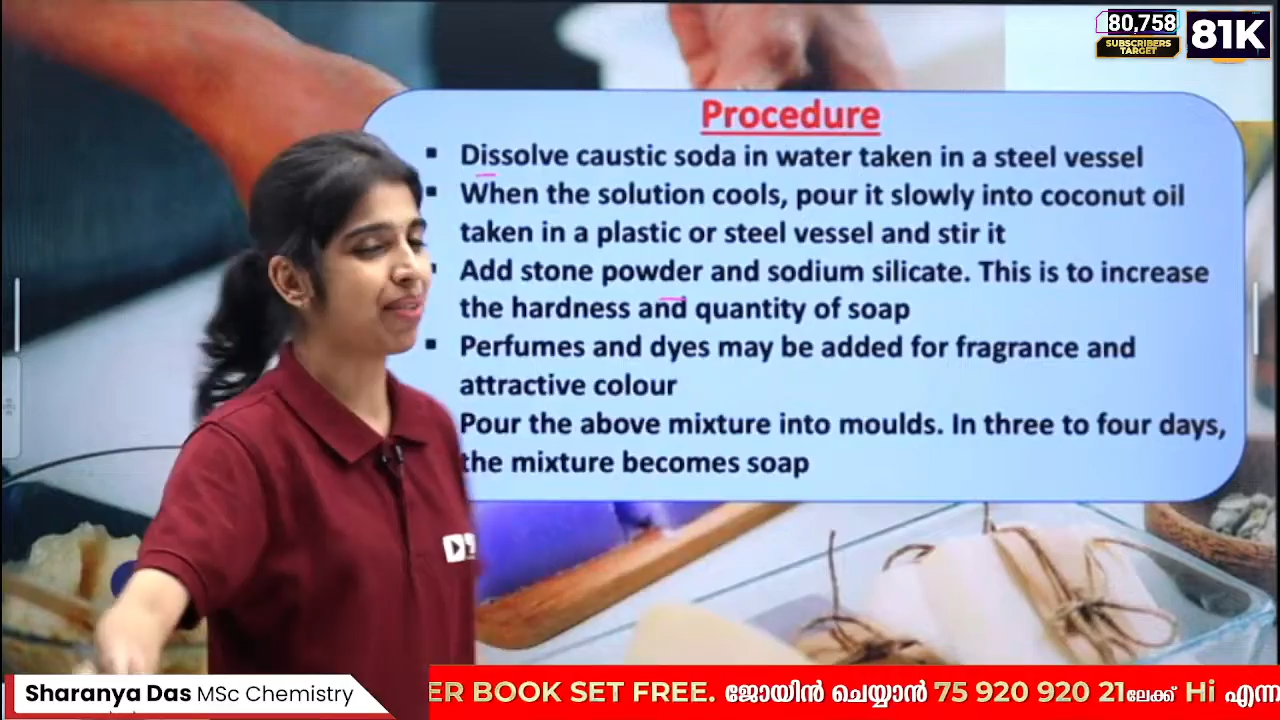 80,758
SUBSCRIBERS
TARGET
81K
Procedure
▪ Dissolve caustic soda in water taken in a steel vessel
▪ When the solution cools, pour it slowly into coconut oil
taken in a plastic or steel vessel and stir it
Add stone powder and sodium silicate. This is to increase
the hardness and quantity of soap
▪ Perfumes and dyes may be added for fragrance and
attractive colour
Pour the above mixture into moulds. In three to four days,
the mixture becomes soap
Sharanya Das MSc Chemistry
ER BOOK SET FREE. ജോയിൻ ചെയ്യാൻ 75 920 920 21ലേക്ക് Hi എന്ന